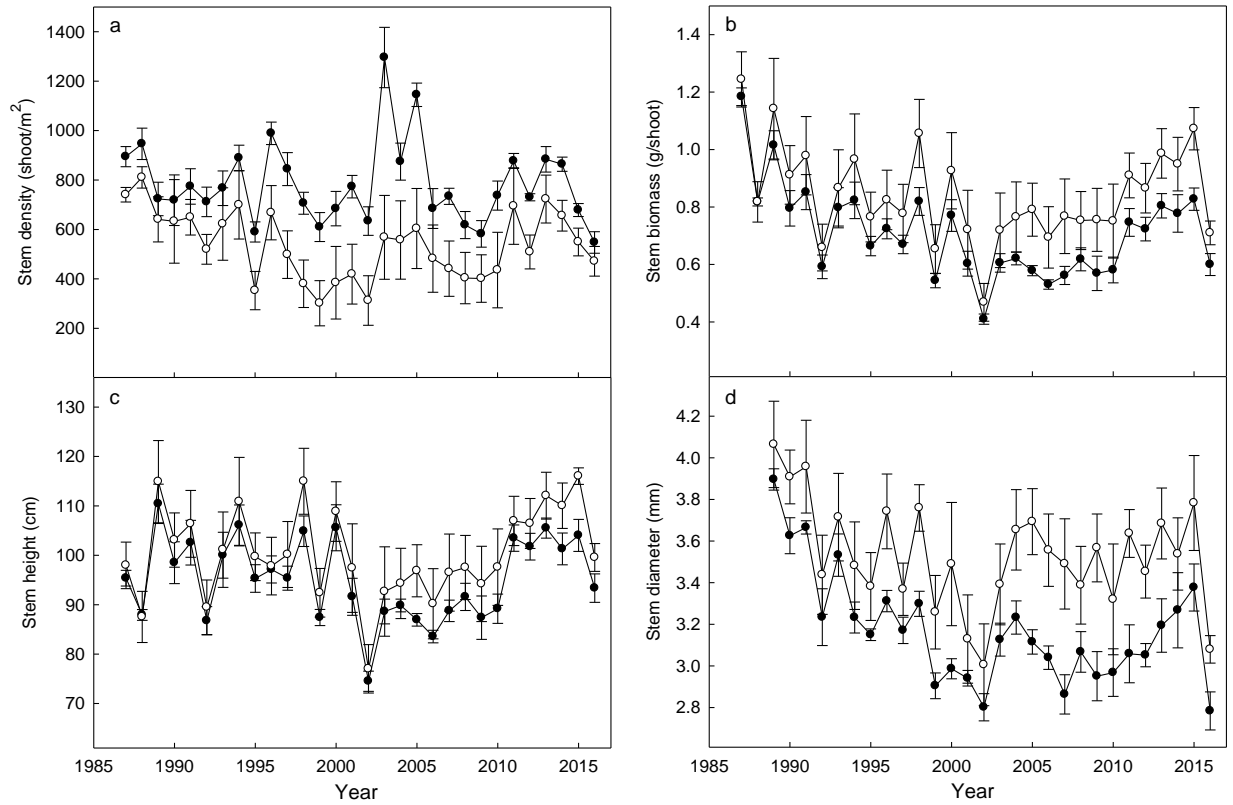 a
1400
1200
1000
800
600
400
200
Stem density (shoot/m²)
b
1.4
1.2
1.0
0.8
0.6
0.4
Stem biomass (g/shoot)
c
130
120
110
100
90
80
70
Stem height (cm)
1985 1990 1995 2000 2005 2010 2015
Year
d
4.2
4.0
3.8
3.6
3.4
3.2
3.0
2.8
Stem diameter (mm)
1985 1990 1995 2000 2005 2010 2015
Year